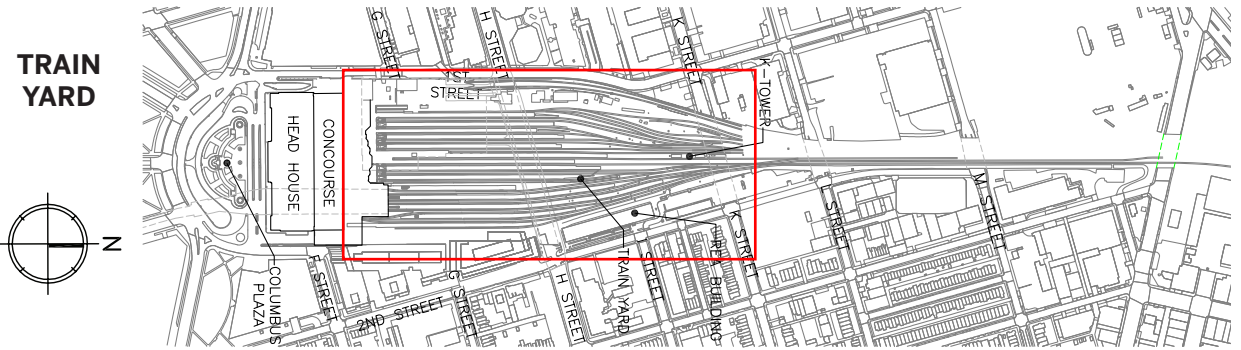 TRAIN
YARD
N
G STREET
H STREET
K STREET
K-TOWER
1ST
STREET
HEAD HOUSE
CONCOURSE
COLUMBUS
PLAZA
F STREET
2ND STREET
G STREET
H STREET
TRAIN YARD
I STREET
UREA BUILDING
K STREET
L STREET
M STREET